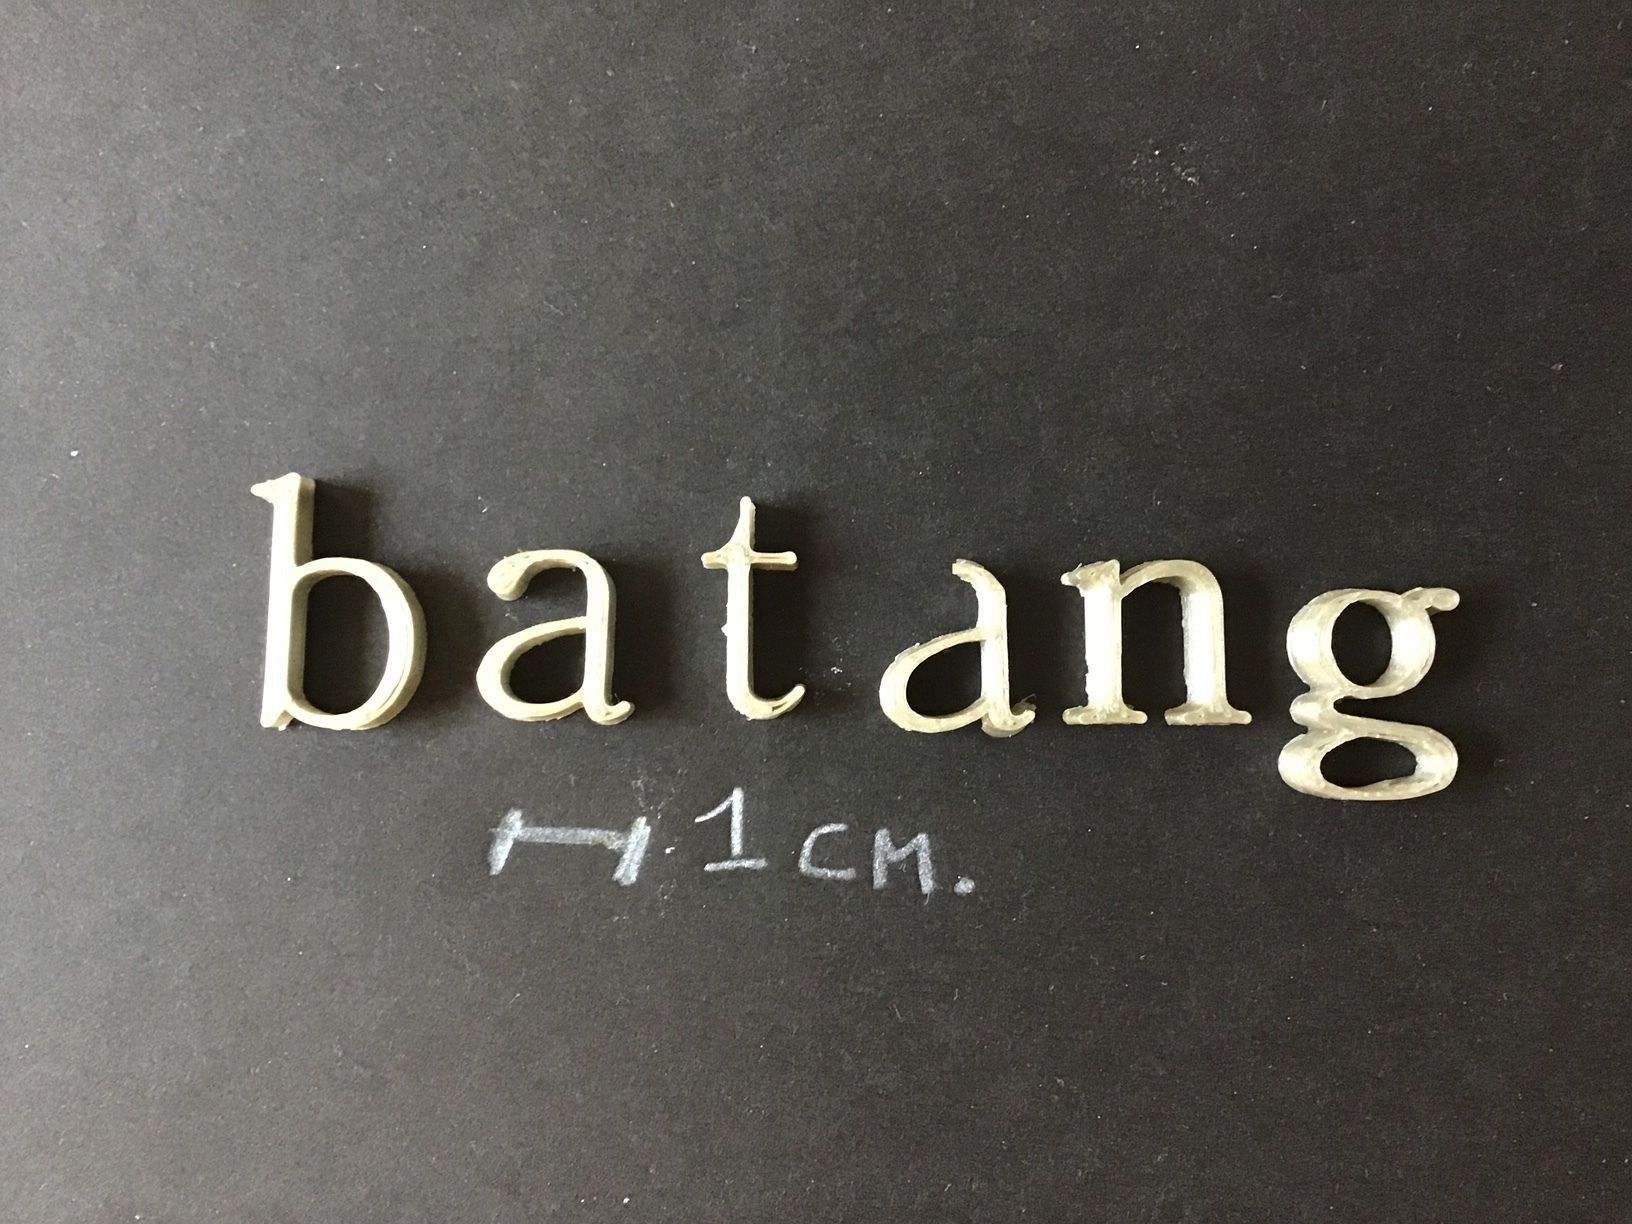 batang
1 CM.